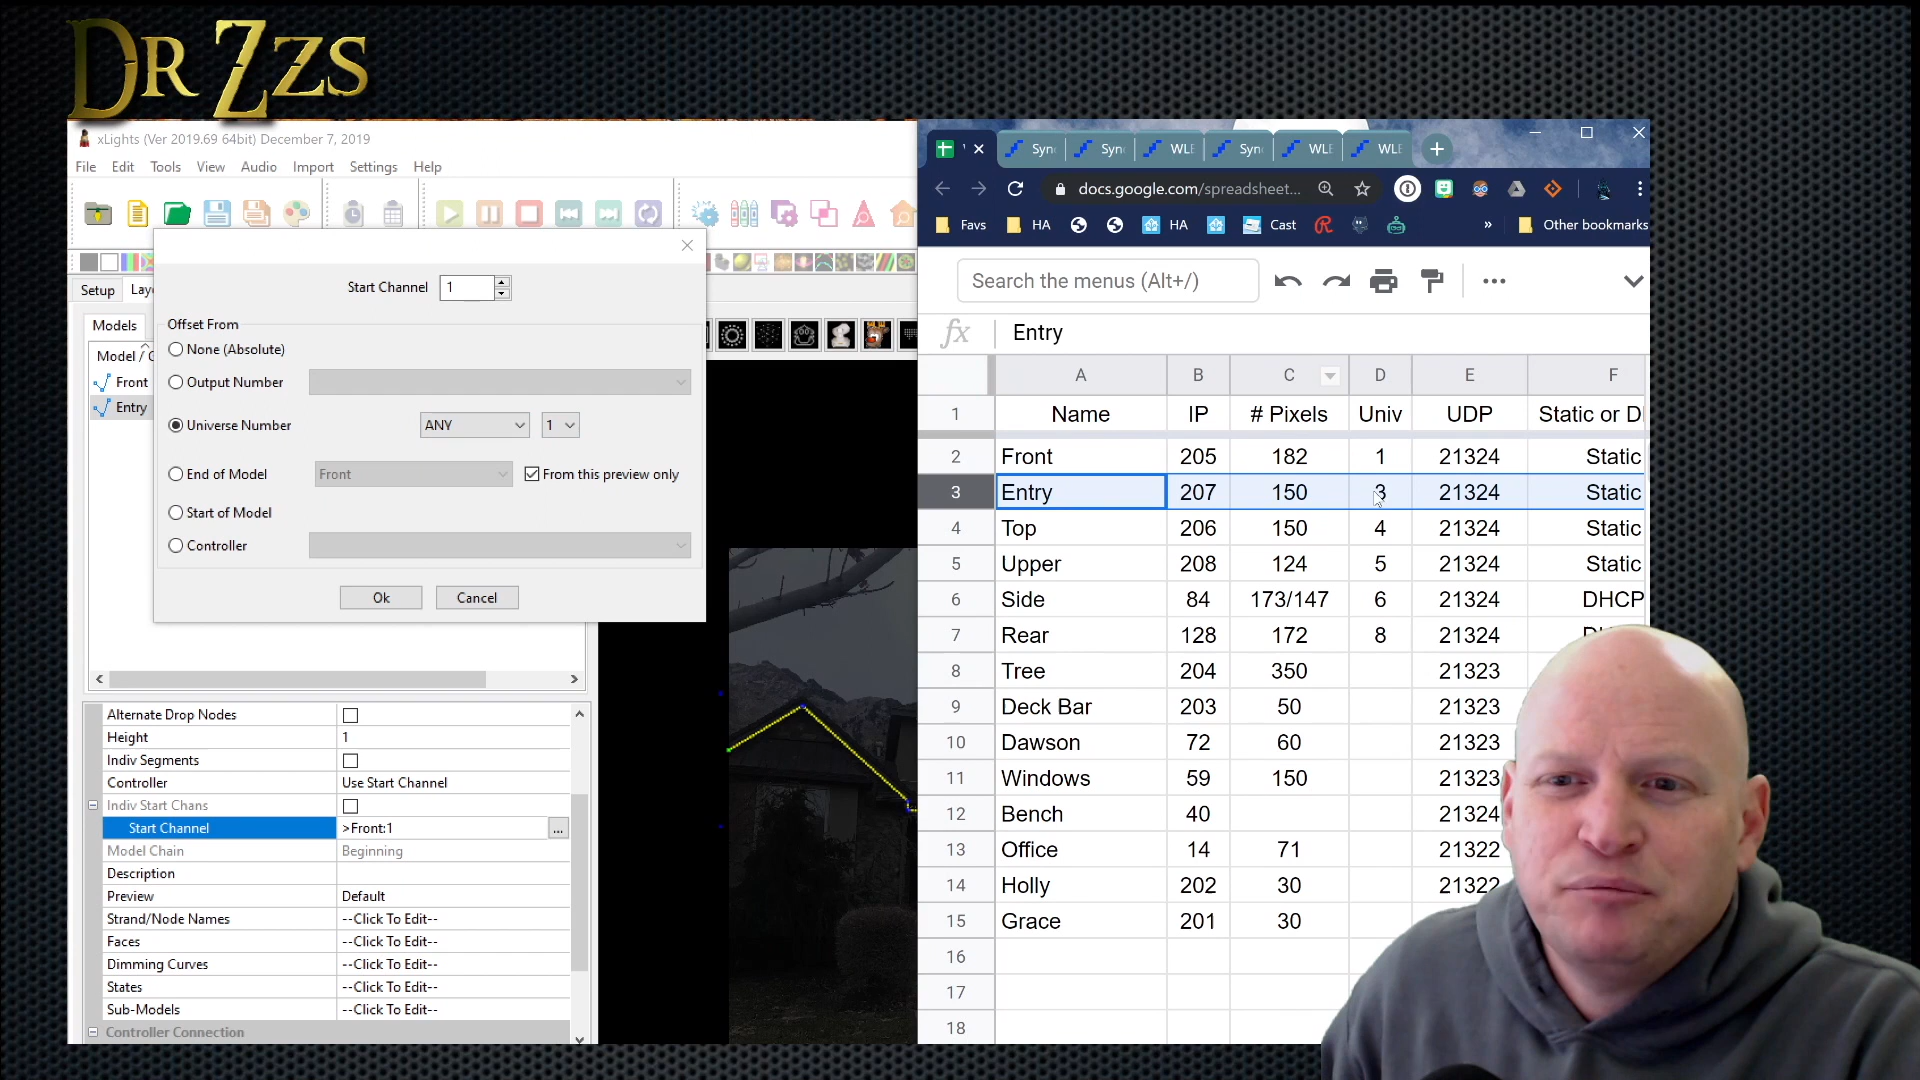 DR ZZS
xLights (Ver 2019.69 64bit) December 7, 2019
File Edit Tools View Audio Import Settings Help
Setup
Models
Front
Entry
Start Channel 1
Offset From
None (Absolute)
Output Number
Universe Number ANY 1
End of Model Front From this preview only
Start of Model
Controller
Ok Cancel
Alternate Drop Nodes
Height 1
Indiv Segments
Controller Use Start Channel
Indiv Start Chans
Start Channel >Front:1 ...
Model Chain Beginning
Description
Preview Default
Strand/Node Names --Click To Edit--
Faces --Click To Edit--
Dimming Curves --Click To Edit--
States --Click To Edit--
Sub-Models --Click To Edit--
Controller Connection
Syn Syn WLE Syn WLE WLE
docs.google.com/spreadsheet...
Favs HA HA Cast » Other bookmarks
Search the menus (Alt+/)
fx Entry
A B C D E F
1 Name IP # Pixels Univ UDP Static or D
2 Front 205 182 1 21324 Static
3 Entry 207 150 3 21324 Static
4 Top 206 150 4 21324 Static
5 Upper 208 124 5 21324 Static
6 Side 84 173/147 6 21324 DHCP
7 Rear 128 172 8 21324
8 Tree 204 350 21323
9 Deck Bar 203 50 21323
10 Dawson 72 60 21323
11 Windows 59 150 21323
12 Bench 40 21324
13 Office 14 71 21322
14 Holly 202 30 21322
15 Grace 201 30
16
17
18